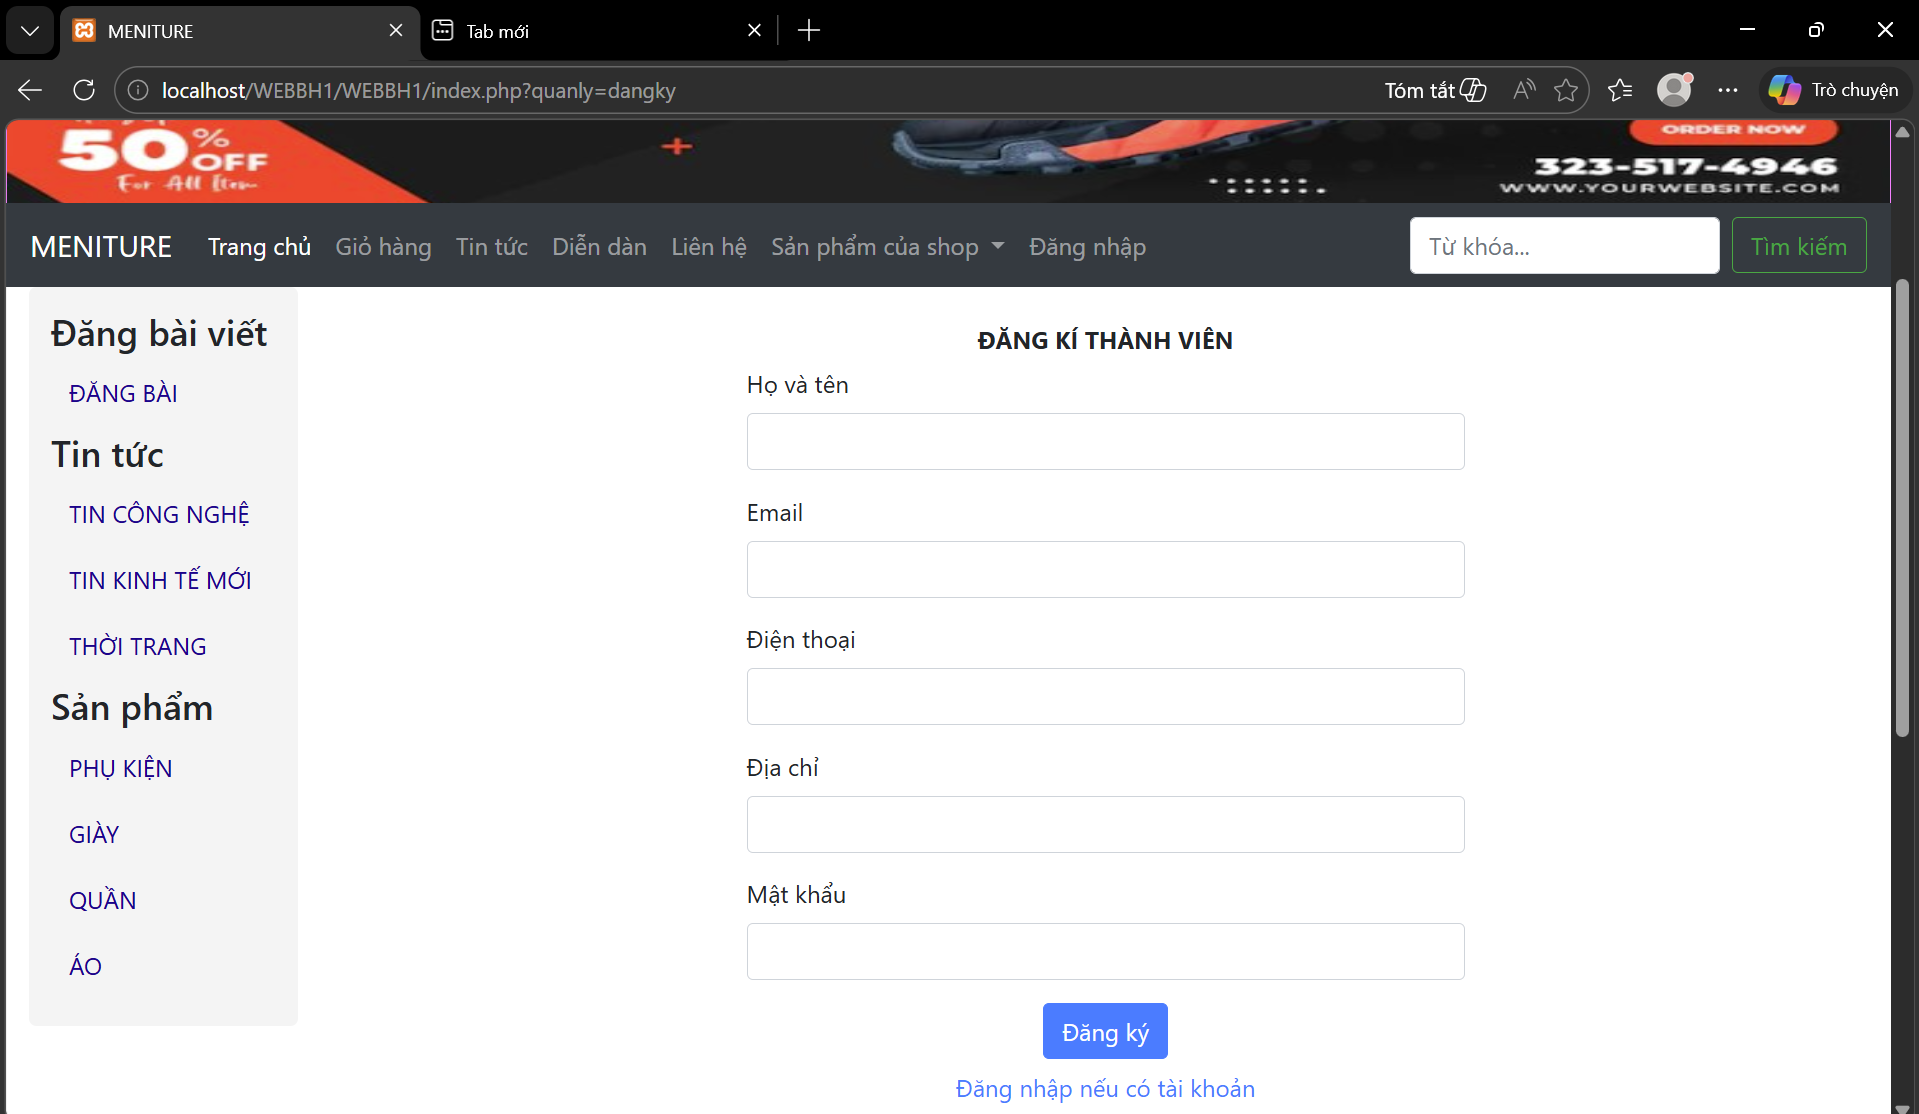 MENITURE
Tab mới
localhost/WEBBH1/WEBBH1/index.php?quanly=dangky
Tóm tắt
Trò chuyện
50% OFF
For All Item
ORDER NOW
323-517-4946
WWW.YOURWEBSITE.COM
MENITURE Trang chủ Giỏ hàng Tin tức Diễn dàn Liên hệ Sản phẩm của shop Đăng nhập Từ khóa... Tìm kiếm
Đăng bài viết
ĐĂNG BÀI
Tin tức
TIN CÔNG NGHỆ
TIN KINH TẾ MỚI
THỜI TRANG
Sản phẩm
PHỤ KIỆN
GIÀY
QUẦN
ÁO
ĐĂNG KÍ THÀNH VIÊN
Họ và tên
Email
Điện thoại
Địa chỉ
Mật khẩu
Đăng ký
Đăng nhập nếu có tài khoản